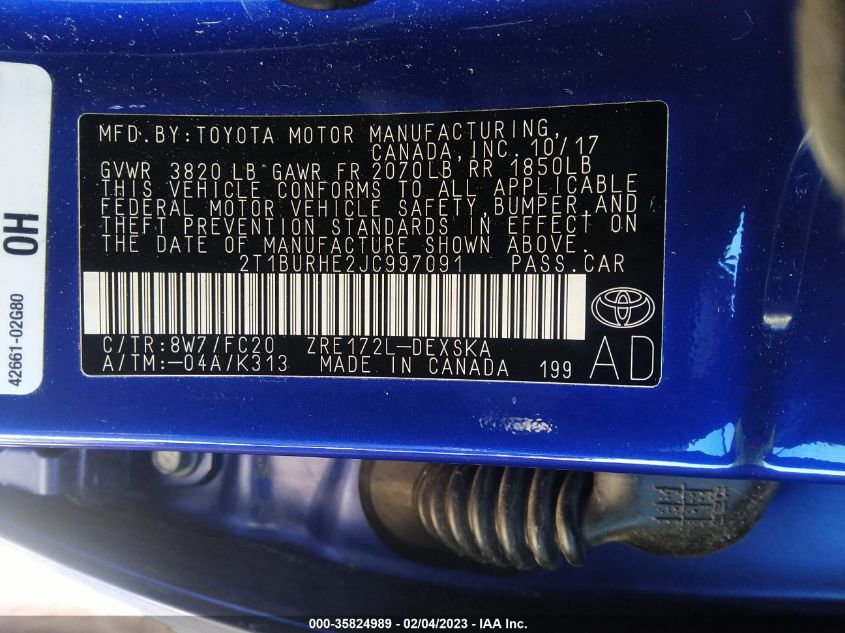 MFD.BY:TOYOTA MOTOR MANUFACTURING,
CANADA,INC. 10/17
GVWR 3820 LB GAWR FR 2070LB RR 1850LB
THIS VEHICLE CONFORMS TO ALL APPLICABLE
FEDERAL MOTOR VEHICLE SAFETY,BUMPER,AND
THEFT PREVENTION STANDARDS IN EFFECT ON
THE DATE OF MANUFACTURE SHOWN ABOVE.
2T1BURHE2JC997091 PASS.CAR
C/TR:8W7/FC20 ZRE172L-DEXSKA
A/TM:-04A/K313 MADE IN CANADA 199
AD
OH
42661-02G80
000-35824989 - 02/04/2023 - IAA Inc.